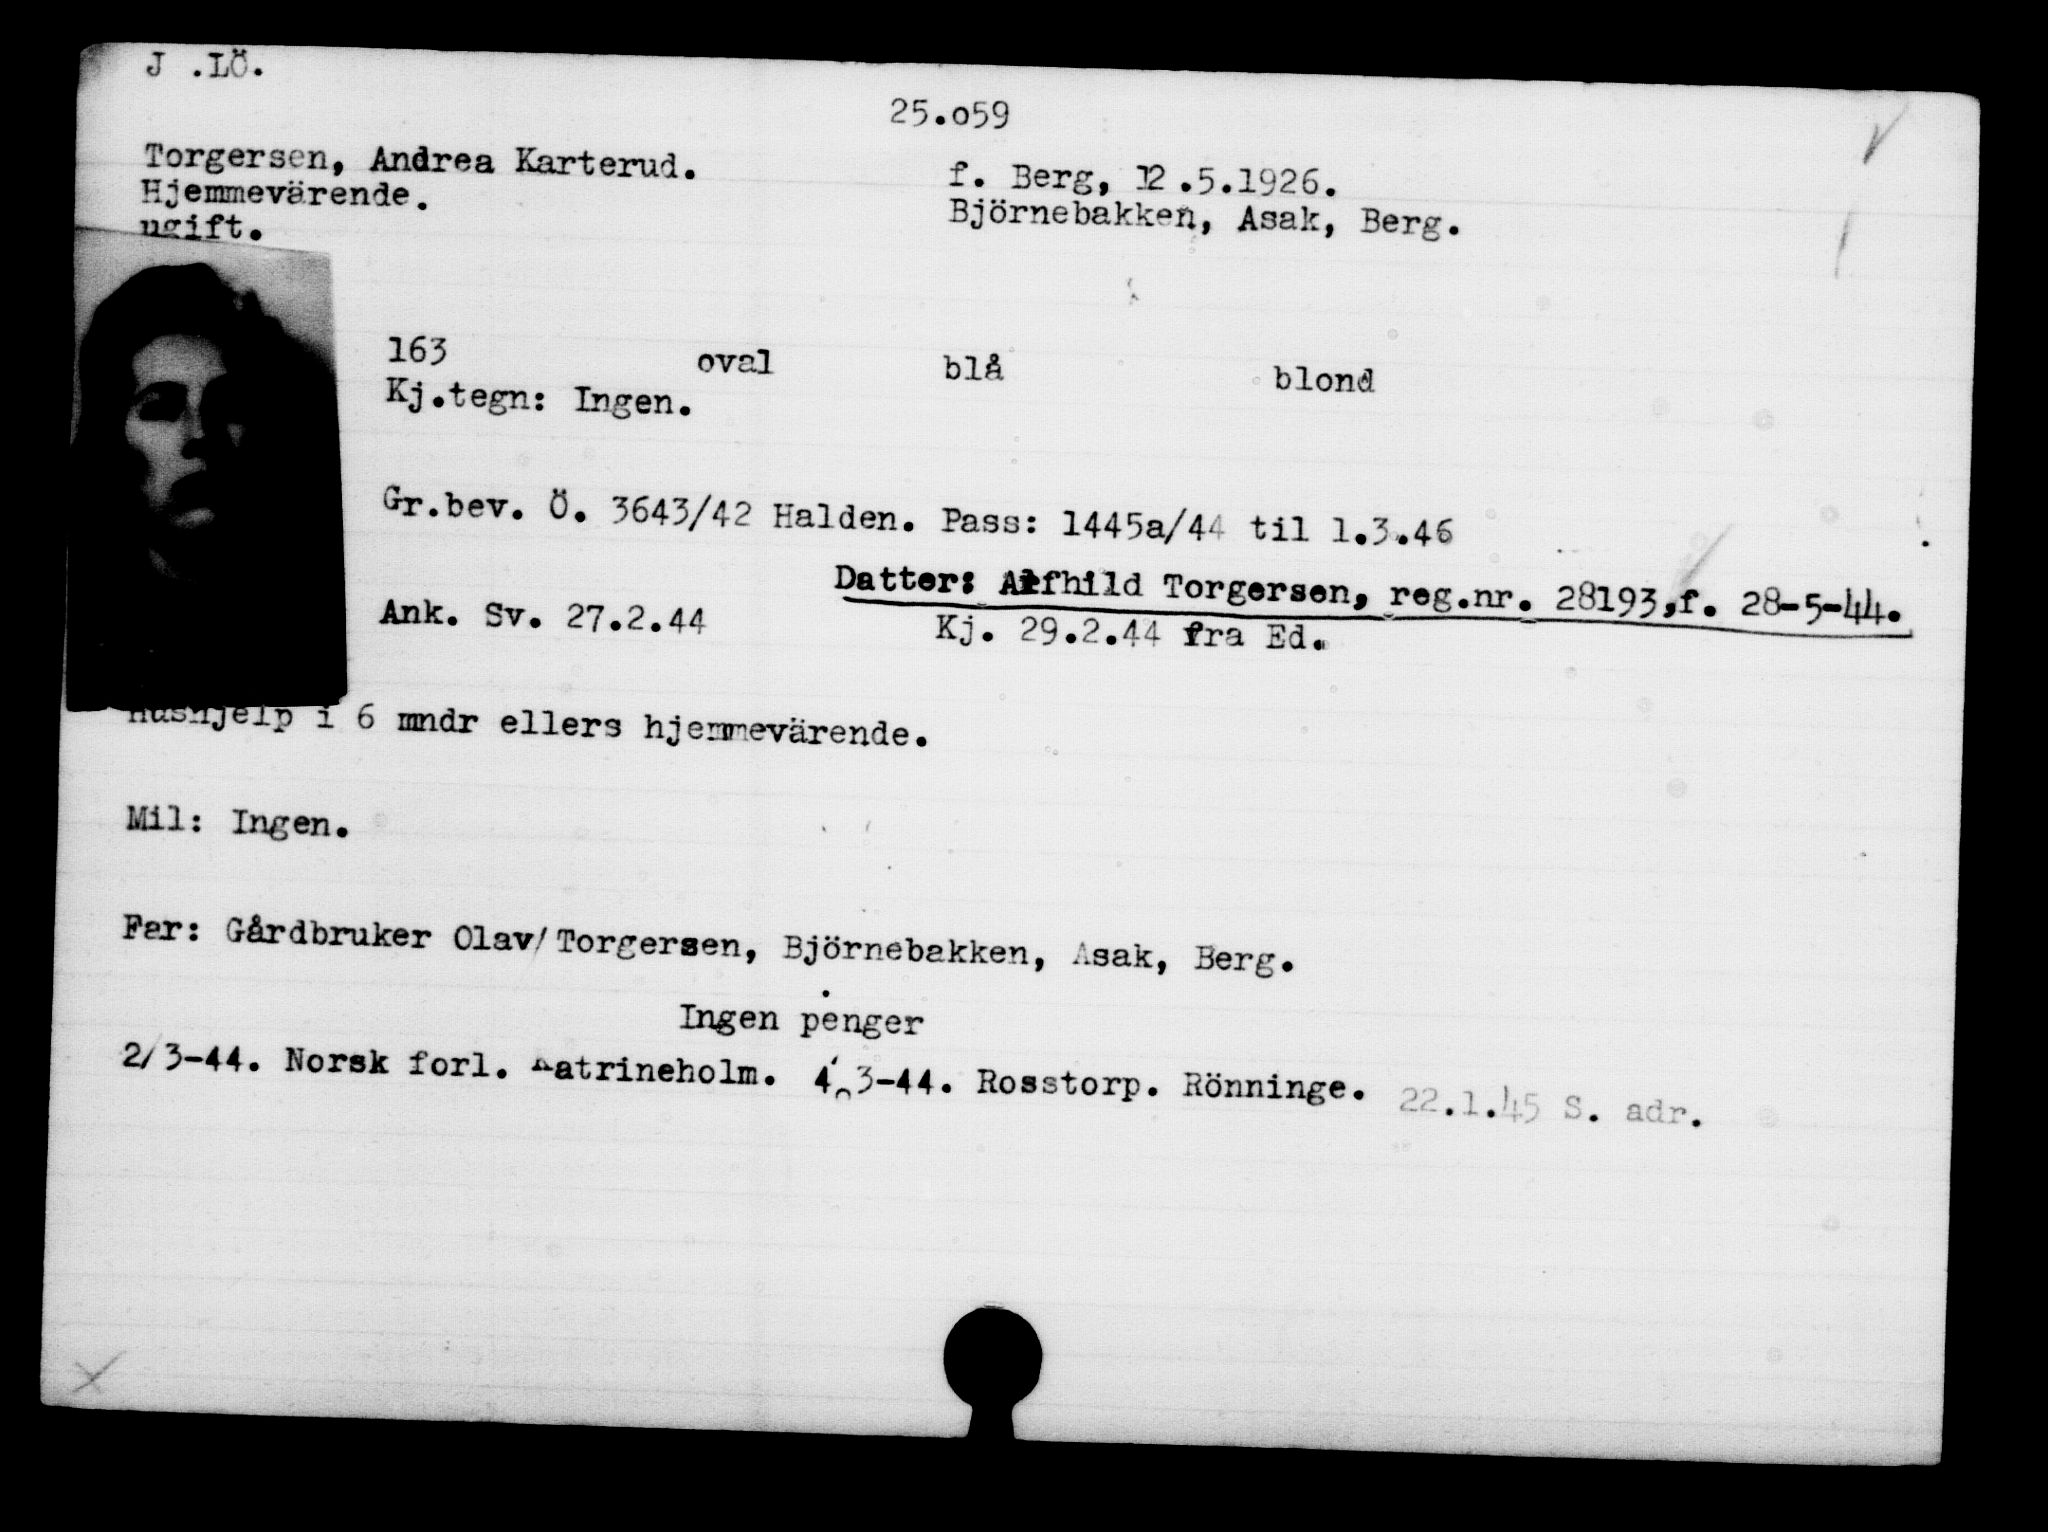 J .LÖ.
25.o59
Torgersen, Andrea Karterud.
f. Berg, 12.5.1926.
Hjemmevärende.
Björnebakken, Asak, Berg.
ugift.
163 oval blå blond
Kj.tegn: Ingen.
Gr.bev. Ö. 3643/42 Halden. Pass: 1445a/44 til 1.3.46
Datter: Alfhild Torgersen, reg.nr. 28193,f. 28-5-44.
Ank. Sv. 27.2.44 Kj. 29.2.44 fra Ed.
Hushjelp i 6 mndr ellers hjemmevärende.
Mil: Ingen.
Far: Gårdbruker Olav/Torgersen, Björnebakken, Asak, Berg.
Ingen penger
2/3-44. Norsk forl. Katrineholm. 4/3-44. Rosstorp. Rönninge. 22.1.45 S. adr.